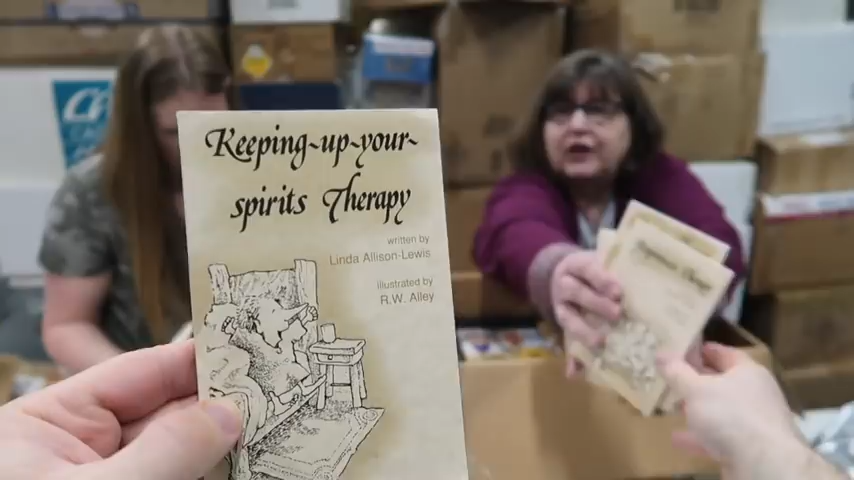 Keeping~up~your~
spirits Therapy
written by
Linda Allison-Lewis
illustrated by
R.W. Alley